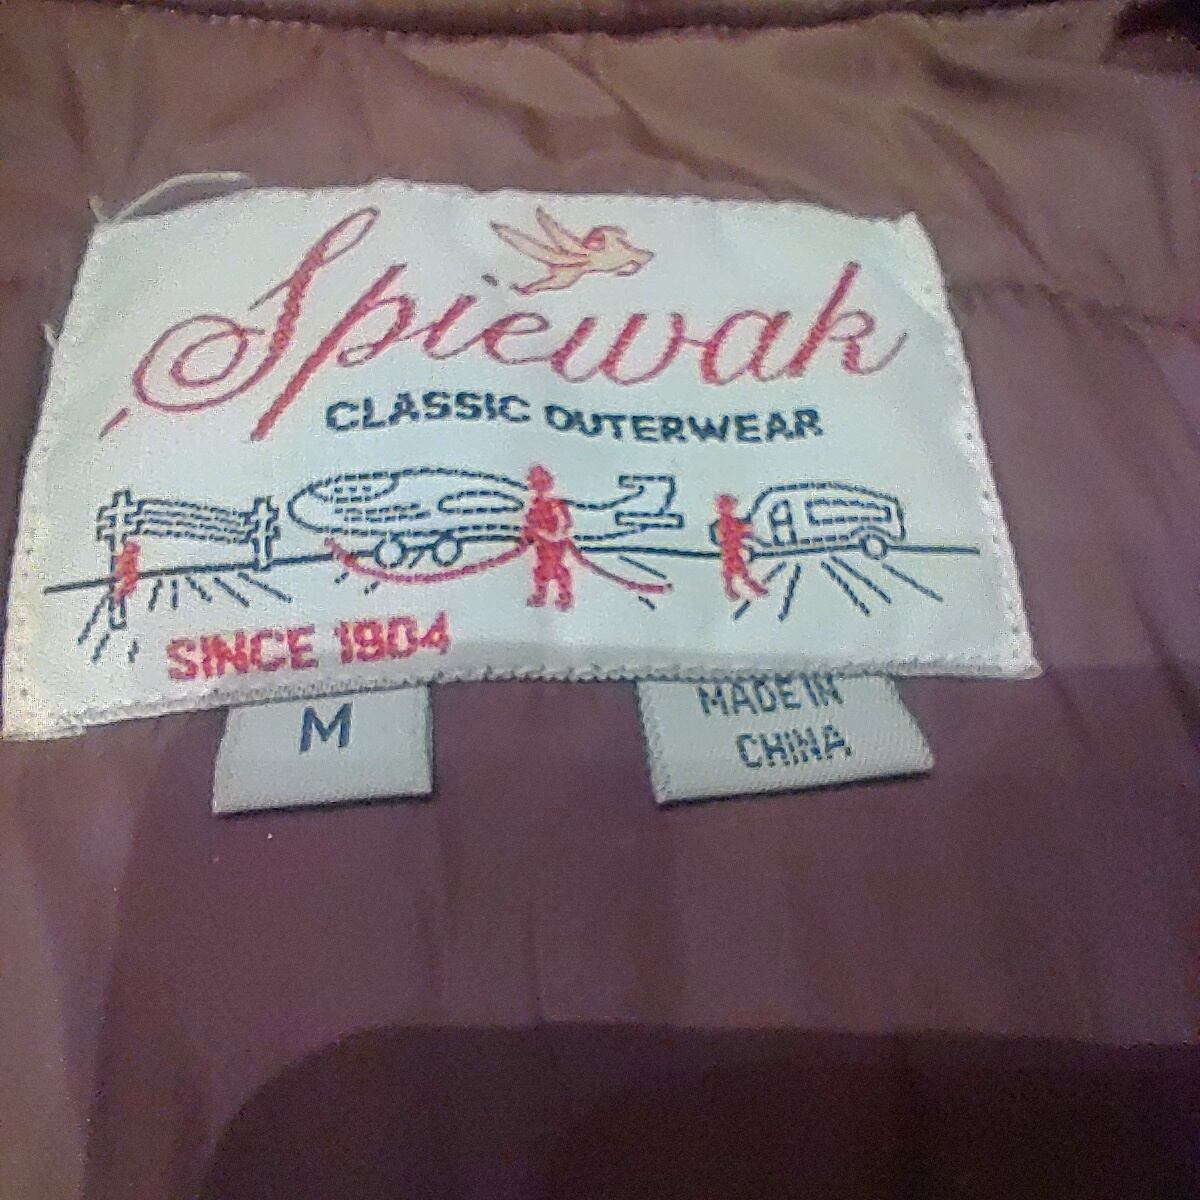 Spiewak
CLASSIC OUTERWEAR
SINCE 1904
M
MADE IN
CHINA